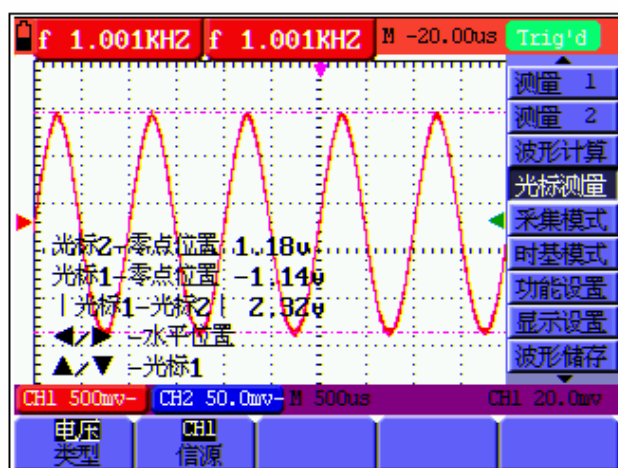 f 1.001KHZ f 1.001KHZ M -20.00us Trig'd
测量 1
测量 2
波形计算
光标测量
采集模式
时基模式
功能设置
显示设置
波形储存
光标2-零点位置 1.18v
光标1-零点位置 -1.14v
|光标1-光标2| 2.32v
◀/▶ -水平位置
▲/▼ -光标1
CH1 500mv- CH2 50.0mv- M 500us CH1 20.0mv
电压 CH1
类型 信源